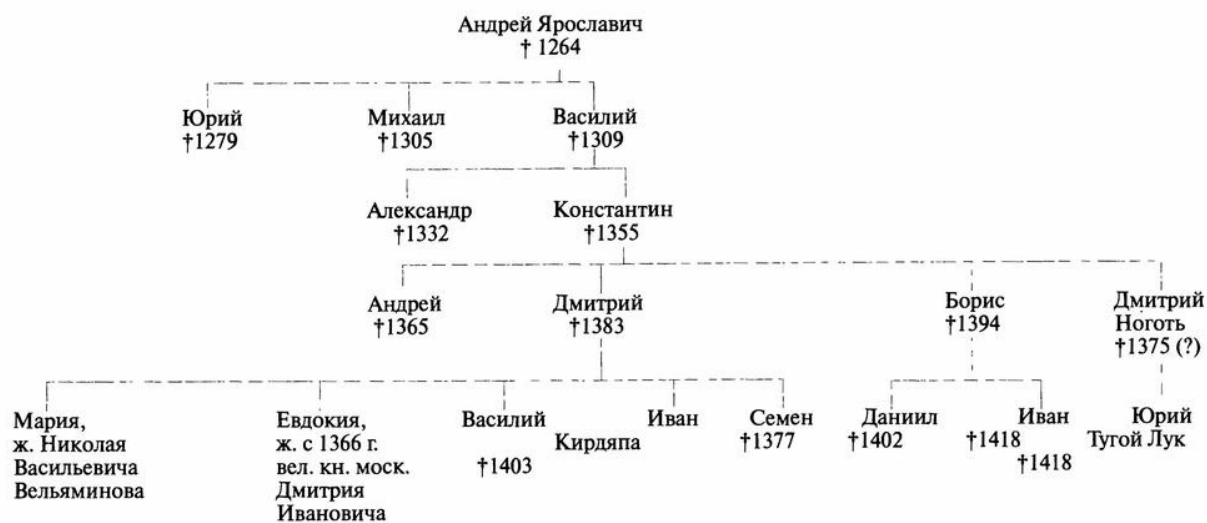 Андрей Ярославич
† 1264
Юрий Михаил Василий
†1279 †1305 †1309
Александр Константин
†1332 †1355
Андрей Дмитрий Борис Дмитрий
†1365 †1383 †1394 Ноготь
†1375 (?)
Мария, Евдокия, Василий Иван Семен Даниил Иван Юрий
ж. Николая ж. с 1366 г. Кирдяпа †1377 †1402 †1418 Тугой Лук
Васильевича вел. кн. моск. †1403 †1418
Вельяминова Дмитрия
Ивановича